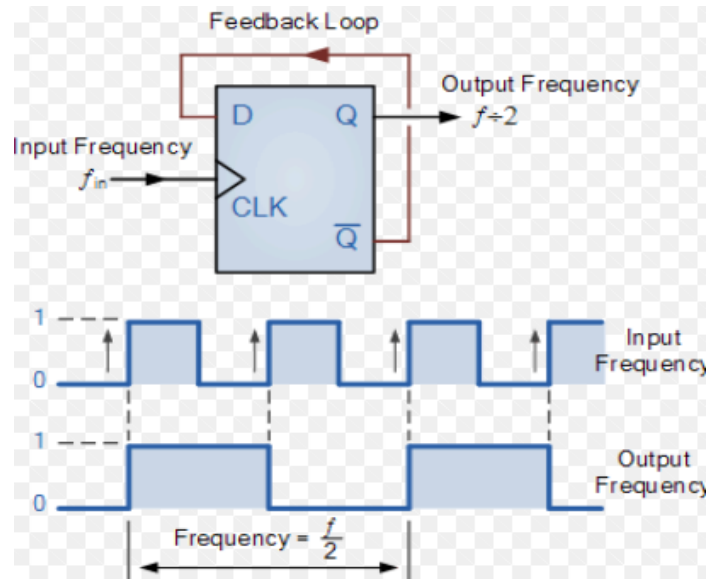 Feedback Loop
Output Frequency
f÷2
D
Q
Input Frequency
fin
CLK
Q̅
1
0
Input
Frequency
1
0
Output
Frequency
Frequency = f/2